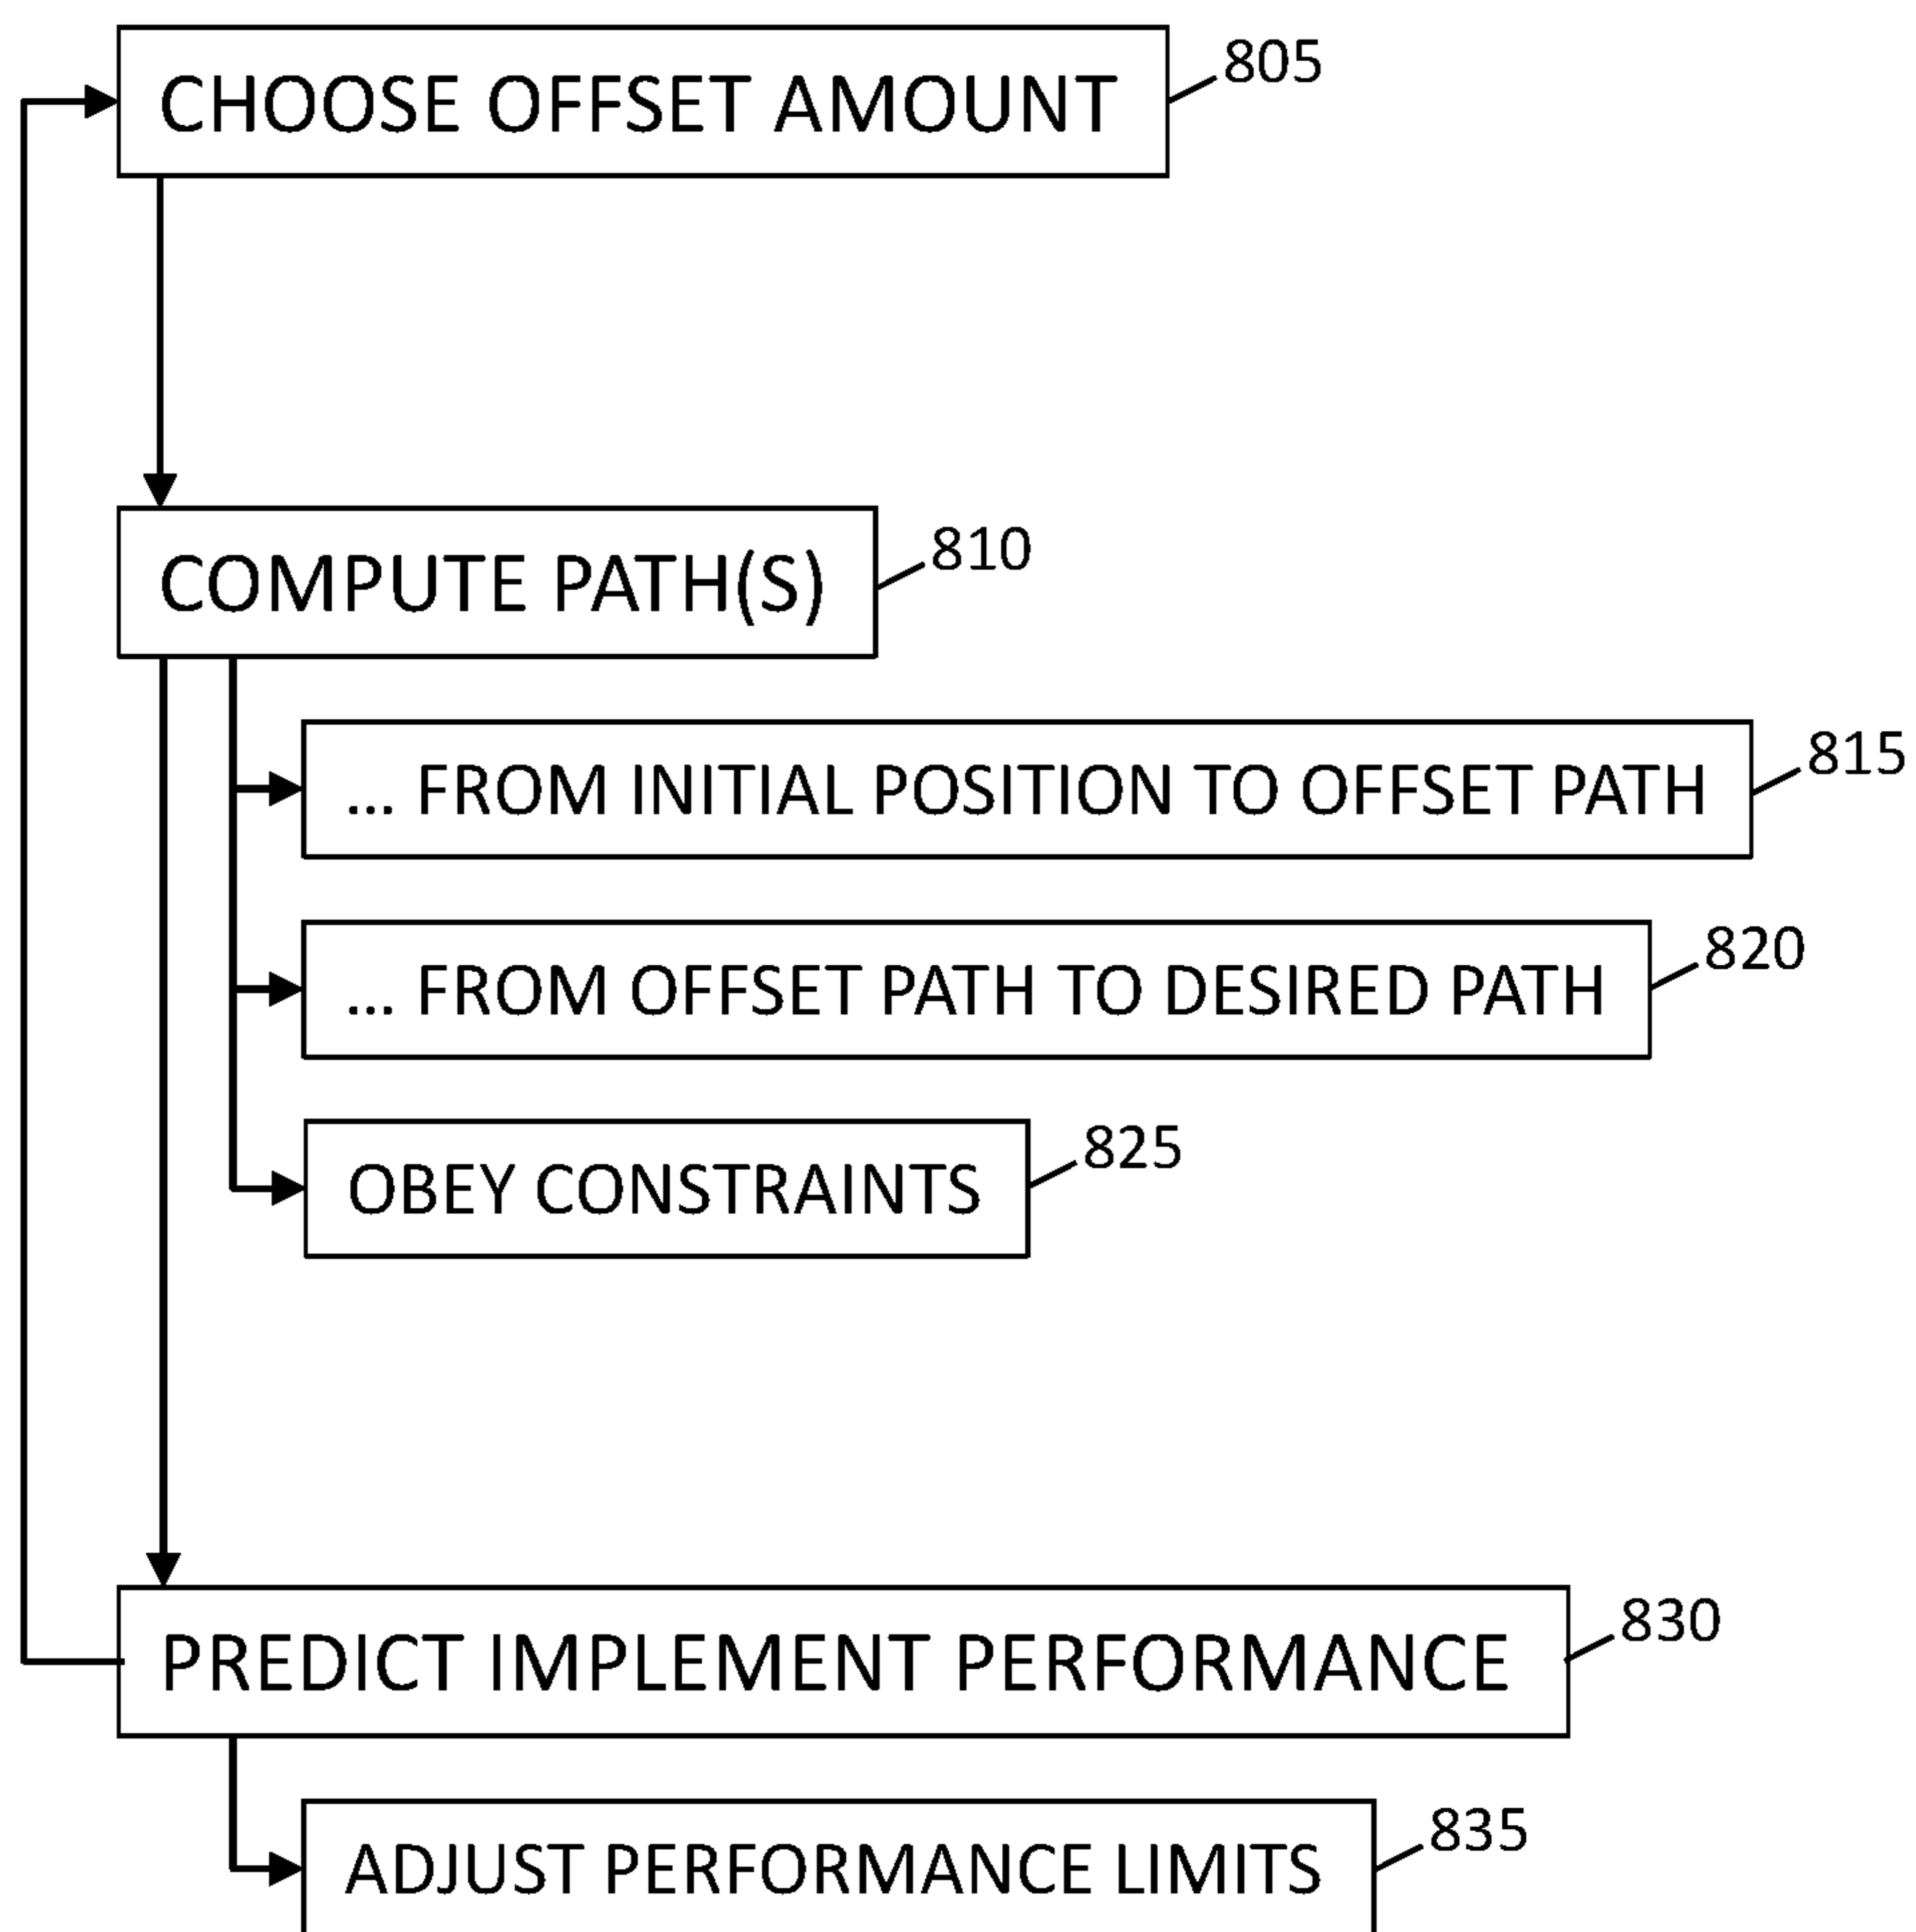 CHOOSE OFFSET AMOUNT
805
COMPUTE PATH(S)
810
... FROM INITIAL POSITION TO OFFSET PATH
815
... FROM OFFSET PATH TO DESIRED PATH
820
OBEY CONSTRAINTS
825
PREDICT IMPLEMENT PERFORMANCE
830
ADJUST PERFORMANCE LIMITS
835